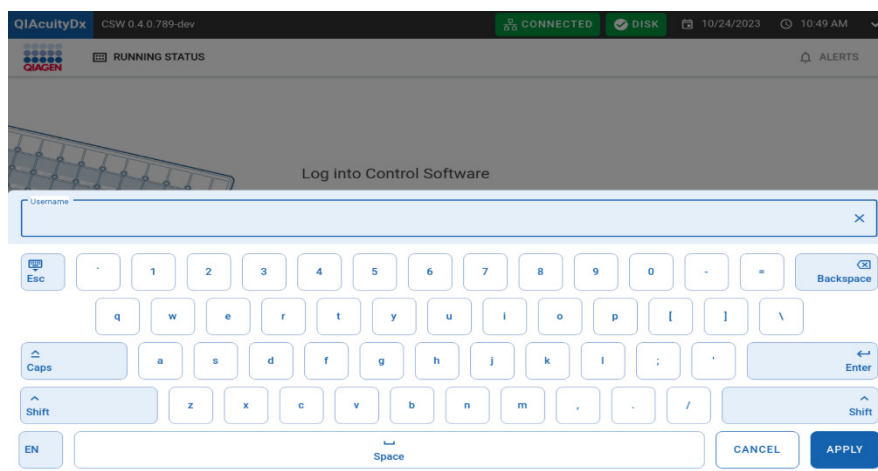 QIAcuityDx CSW 0.4.0.789-dev CONNECTED DISK 10/24/2023 10:49 AM
QIAGEN RUNNING STATUS ALERTS
Log into Control Software
Username
Esc ` 1 2 3 4 5 6 7 8 9 0 - = Backspace
q w e r t y u i o p [ ] \
Caps a s d f g h j k l ; ' Enter
Shift z x c v b n m , . / Shift
EN Space CANCEL APPLY